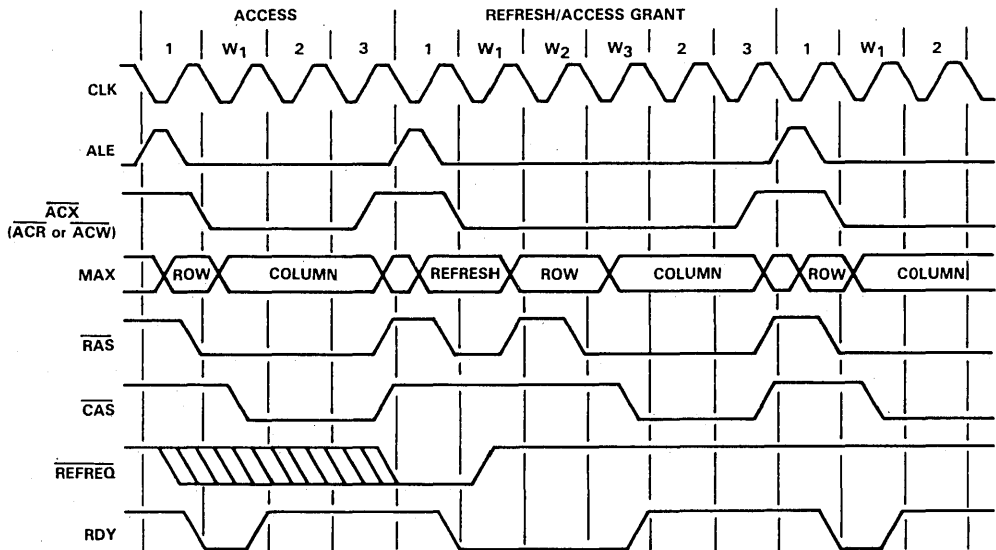 ACCESS REFRESH/ACCESS GRANT
1 W1 2 3 1 W1 W2 W3 2 3 1 W1 2
CLK
ALE
ACX
(ACR or ACW)
MAX ROW COLUMN REFRESH ROW COLUMN ROW COLUMN
RAS
CAS
REFREQ
RDY